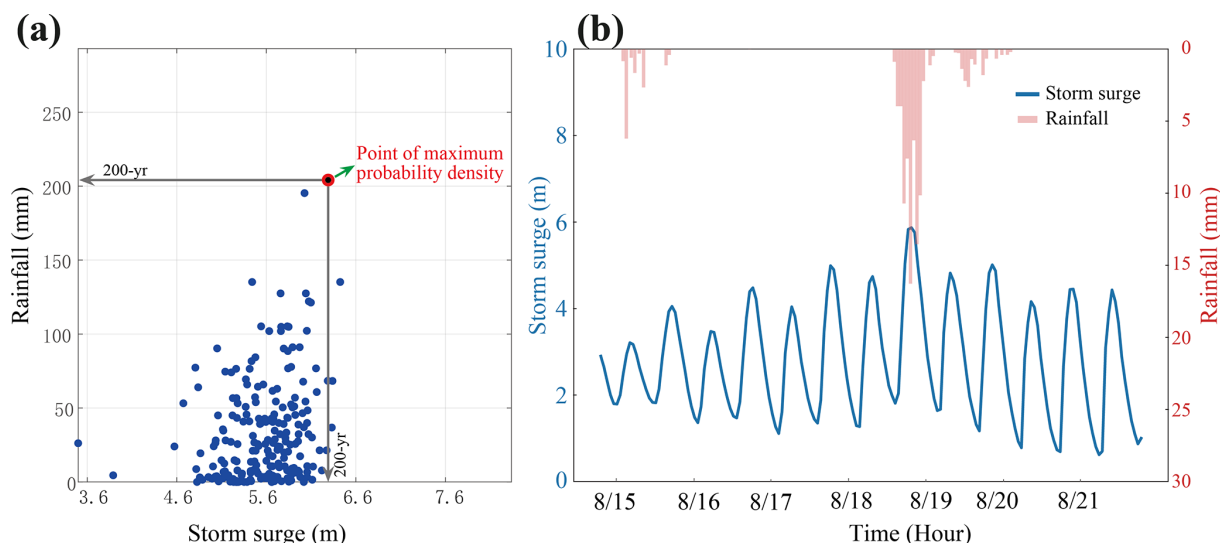 (a)
250
200
150
100
50
0
Rainfall (mm)
200-yr
Point of maximum
probability density
200-yr
3.6 4.6 5.6 6.6 7.6
Storm surge (m)
(b)
10
8
6
4
2
0
Storm surge (m)
Storm surge
Rainfall
0
5
10
15
20
25
30
Rainfall (mm)
8/15 8/16 8/17 8/18 8/19 8/20 8/21
Time (Hour)